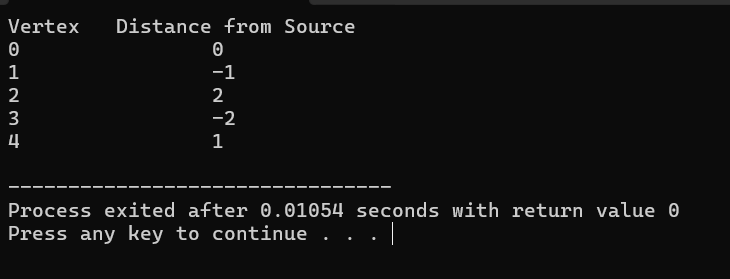 Vertex   Distance from Source
0                0
1                -1
2                2
3                -2
4                1
--------------------------------
Process exited after 0.01054 seconds with return value 0
Press any key to continue . . .